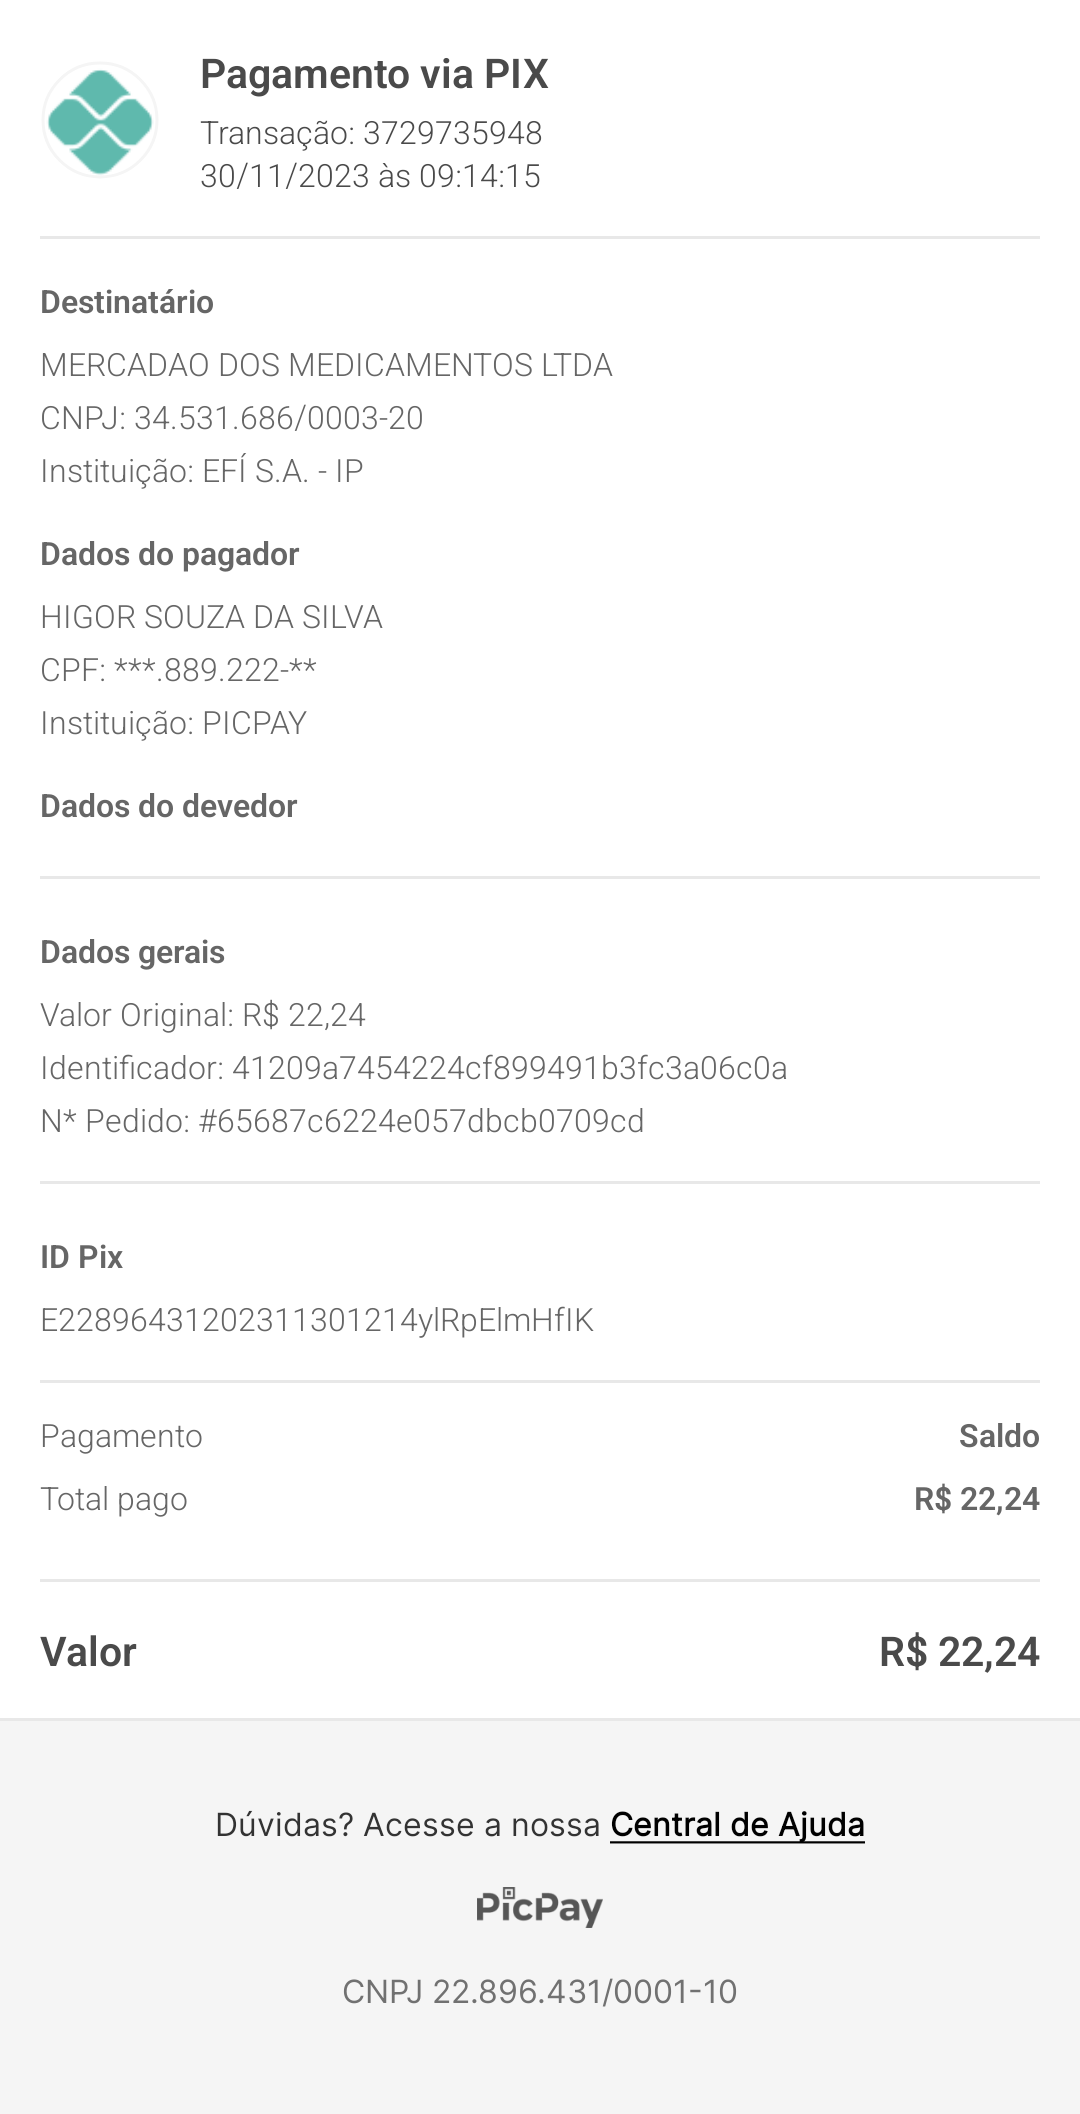 Pagamento via PIX
Transação: 3729735948
30/11/2023 às 09:14:15
Destinatário
MERCADAO DOS MEDICAMENTOS LTDA
CNPJ: 34.531.686/0003-20
Instituição: EFÍ S.A. - IP
Dados do pagador
HIGOR SOUZA DA SILVA
CPF: ***.889.222-**
Instituição: PICPAY
Dados do devedor
Dados gerais
Valor Original: R$ 22,24
Identificador: 41209a7454224cf899491b3fc3a06c0a
N* Pedido: #65687c6224e057dbcb0709cd
ID Pix
E22896431202311301214ylRpElmHfIK
Pagamento Saldo
Total pago R$ 22,24
Valor R$ 22,24
Dúvidas? Acesse a nossa Central de Ajuda
PicPay
CNPJ 22.896.431/0001-10